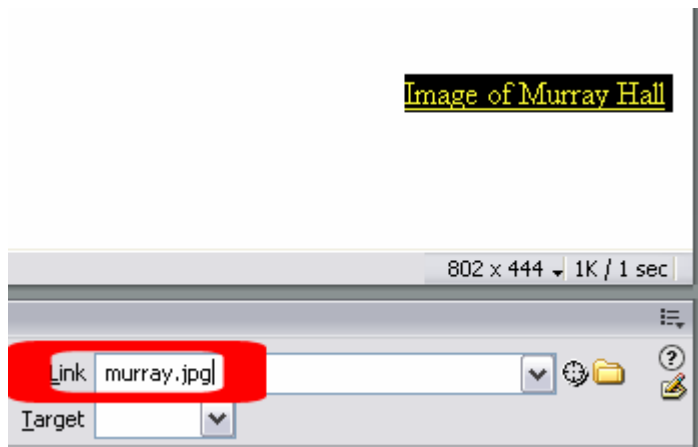 Image of Murray Hall
802 x 444 1K / 1 sec
Link murray.jpg
?
Target